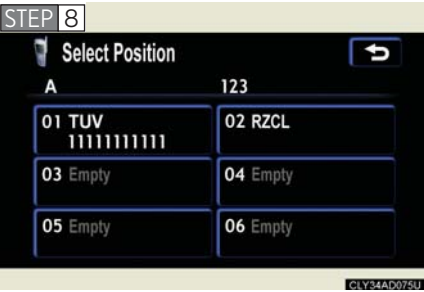 STEP 8
Select Position
A 123
01 TUV 02 RZCL
11111111111
03 Empty 04 Empty
05 Empty 06 Empty
CLY34AD075U